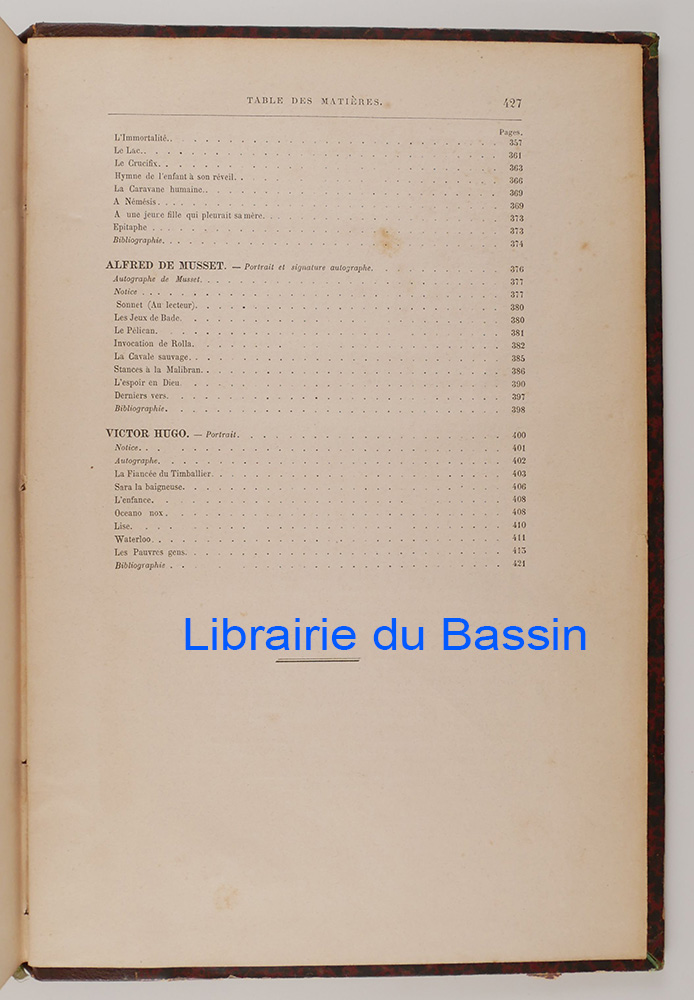 TABLE DES MATIÈRES. 427
Pages.
L'Immortalité. 357
Le Lac. 361
Le Crucifix. 363
Hymne de l'enfant à son réveil. 366
La Caravane humaine. 369
A Némésis. 369
A une jeune fille qui pleurait sa mère. 373
Epitaphe 373
Bibliographie. 374
ALFRED DE MUSSET. — Portrait et signature autographe. 376
Autographe de Musset. 377
Notice 377
Sonnet (Au lecteur). 380
Les Jeux de Bade. 380
Le Pélican. 381
Invocation de Rolla. 382
La Cavale sauvage. 385
Stances à la Malibran. 386
L'espoir en Dieu. 390
Derniers vers. 397
Bibliographie. 398
VICTOR HUGO. — Portrait. 400
Notice. 401
Autographe. 402
La Fiancée du Timballier. 403
Sara la baigneuse. 406
L'enfance. 408
Oceano nox. 408
Lise. 410
Waterloo. 411
Les Pauvres gens. 413
Bibliographie 421
Librairie du Bassin